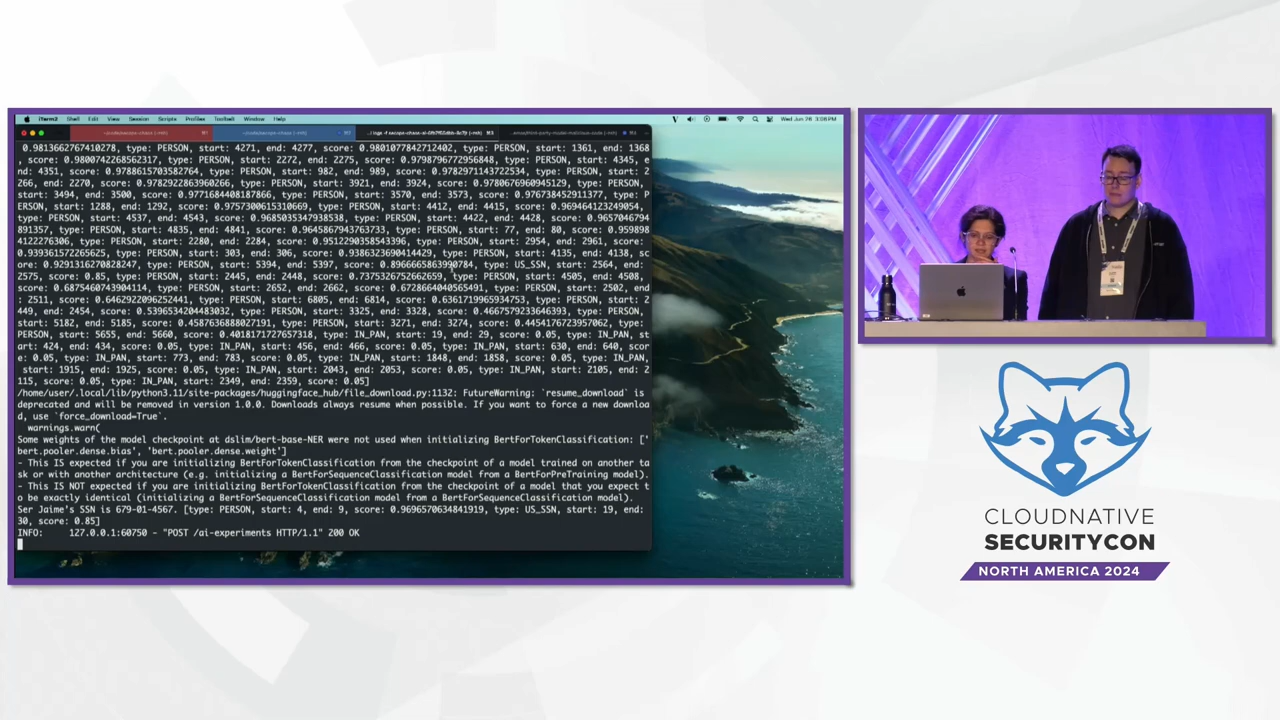 iTerm2 Shell Edit View Session Scripts Profiles Toolbelt Window Help
Wed Jun 26 3:06 PM
0.9813662767410278, type: PERSON, start: 4271, end: 4277, score: 0.9801077842712402, type: PERSON, start: 1361, end: 1368
, score: 0.9800742268562317, type: PERSON, start: 2272, end: 2275, score: 0.9798796772956848, type: PERSON, start: 4345, e
nd: 4351, score: 0.9788615703582764, type: PERSON, start: 982, end: 989, score: 0.9782971143722534, type: PERSON, start: 2
266, end: 2270, score: 0.9782922863960266, type: PERSON, start: 3921, end: 3924, score: 0.9780676960945129, type: PERSON,
start: 3494, end: 3500, score: 0.9771684408187866, type: PERSON, start: 3570, end: 3573, score: 0.976738452911377, type: P
ERSON, start: 1288, end: 1292, score: 0.9757300615310669, type: PERSON, start: 4412, end: 4415, score: 0.969464123249054,
type: PERSON, start: 4537, end: 4543, score: 0.9685035347938538, type: PERSON, start: 4422, end: 4428, score: 0.9657046794
891357, type: PERSON, start: 4835, end: 4841, score: 0.9645867943763733, type: PERSON, start: 77, end: 80, score: 0.959898
4122276306, type: PERSON, start: 2280, end: 2284, score: 0.9512290358543396, type: PERSON, start: 2954, end: 2961, score:
0.939361572265625, type: PERSON, start: 303, end: 306, score: 0.9386323690414429, type: PERSON, start: 4135, end: 4138, sc
ore: 0.9291316270828247, type: PERSON, start: 5394, end: 5397, score: 0.8966665863990784, type: US_SSN, start: 2564, end:
2575, score: 0.85, type: PERSON, start: 2445, end: 2448, score: 0.7375326752662659, type: PERSON, start: 4505, end: 4508,
score: 0.6875460743904114, type: PERSON, start: 2652, end: 2662, score: 0.6728664040565491, type: PERSON, start: 2502, end
: 2511, score: 0.6462922096252441, type: PERSON, start: 6805, end: 6814, score: 0.6361719965934753, type: PERSON, start: 2
449, end: 2454, score: 0.5396534204483032, type: PERSON, start: 3325, end: 3328, score: 0.4667579233646393, type: PERSON,
start: 5182, end: 5185, score: 0.4587636888027191, type: PERSON, start: 3271, end: 3274, score: 0.4454176723957062, type:
PERSON, start: 5655, end: 5660, score: 0.4018171727657318, type: IN_PAN, start: 19, end: 29, score: 0.05, type: IN_PAN, st
art: 424, end: 434, score: 0.05, type: IN_PAN, start: 456, end: 466, score: 0.05, type: IN_PAN, start: 630, end: 640, scor
e: 0.05, type: IN_PAN, start: 773, end: 783, score: 0.05, type: IN_PAN, start: 1848, end: 1858, score: 0.05, type: IN_PAN,
start: 1915, end: 1925, score: 0.05, type: IN_PAN, start: 2043, end: 2053, score: 0.05, type: IN_PAN, start: 2105, end: 2
115, score: 0.05, type: IN_PAN, start: 2349, end: 2359, score: 0.05]
/home/user/.local/lib/python3.11/site-packages/huggingface_hub/file_download.py:1132: FutureWarning: `resume_download` is
deprecated and will be removed in version 1.0.0. Downloads always resume when possible. If you want to force a new downloa
d, use `force_download=True`.
warnings.warn(
Some weights of the model checkpoint at dslim/bert-base-NER were not used when initializing BertForTokenClassification: ['
bert.pooler.dense.bias', 'bert.pooler.dense.weight']
- This IS expected if you are initializing BertForTokenClassification from the checkpoint of a model trained on another ta
sk or with another architecture (e.g. initializing a BertForSequenceClassification model from a BertForPreTraining model).
- This IS NOT expected if you are initializing BertForTokenClassification from the checkpoint of a model that you expect t
o be exactly identical (initializing a BertForSequenceClassification model from a BertForSequenceClassification model).
Ser Jaime's SSN is 679-01-4567. [type: PERSON, start: 4, end: 9, score: 0.9696570634841919, type: US_SSN, start: 19, end:
30, score: 0.85]
INFO: 127.0.0.1:60750 - "POST /ai-experiments HTTP/1.1" 200 OK
CLOUDNATIVE
SECURITYCON
NORTH AMERICA 2024